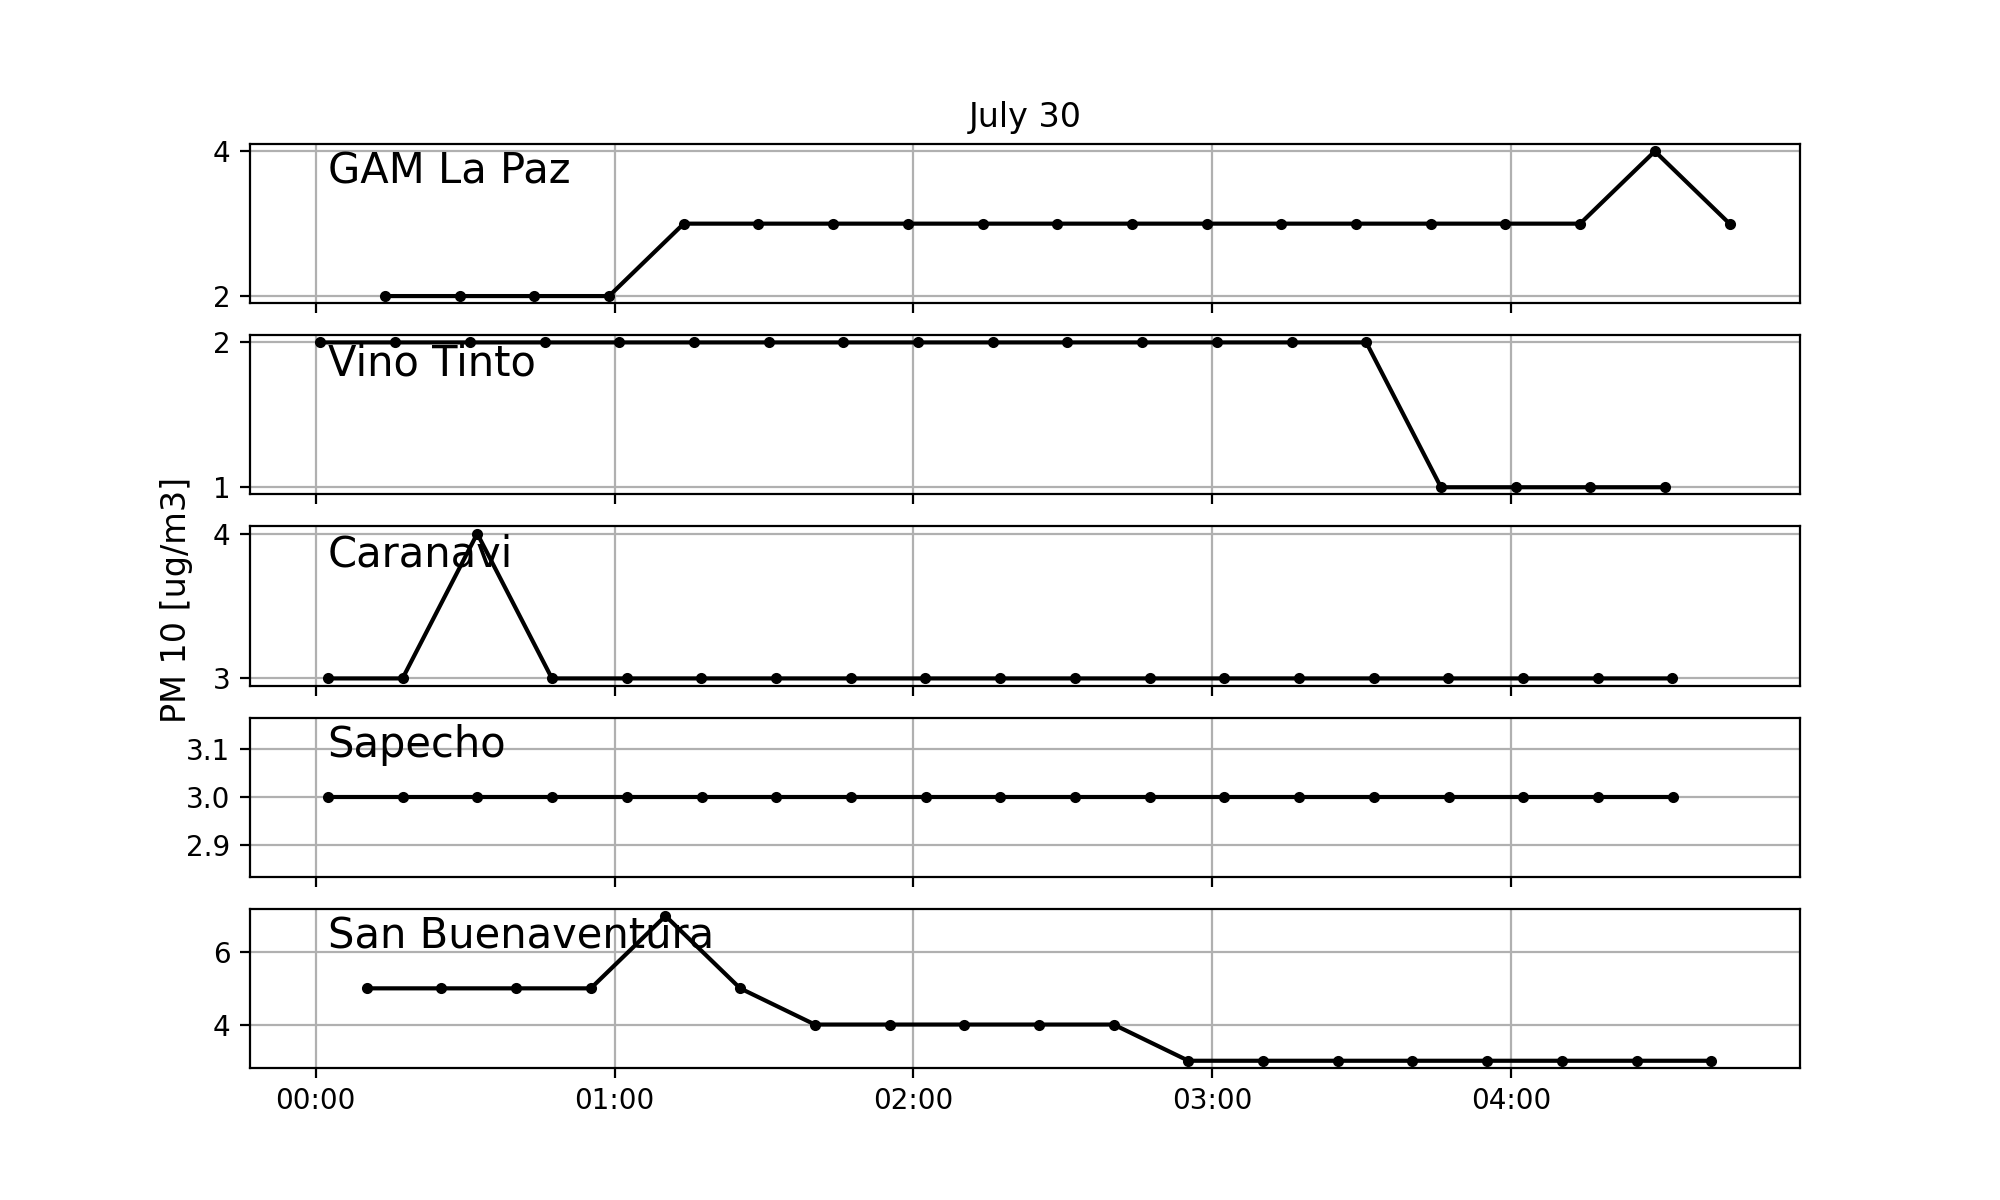 July 30
4
GAM La Paz
2
2
Vino Tinto
1
PM 10 [ug/m3]
4
Caranavi
3
Sapecho
3.1
3.0
2.9
San Buenaventura
6
4
00:00 01:00 02:00 03:00 04:00